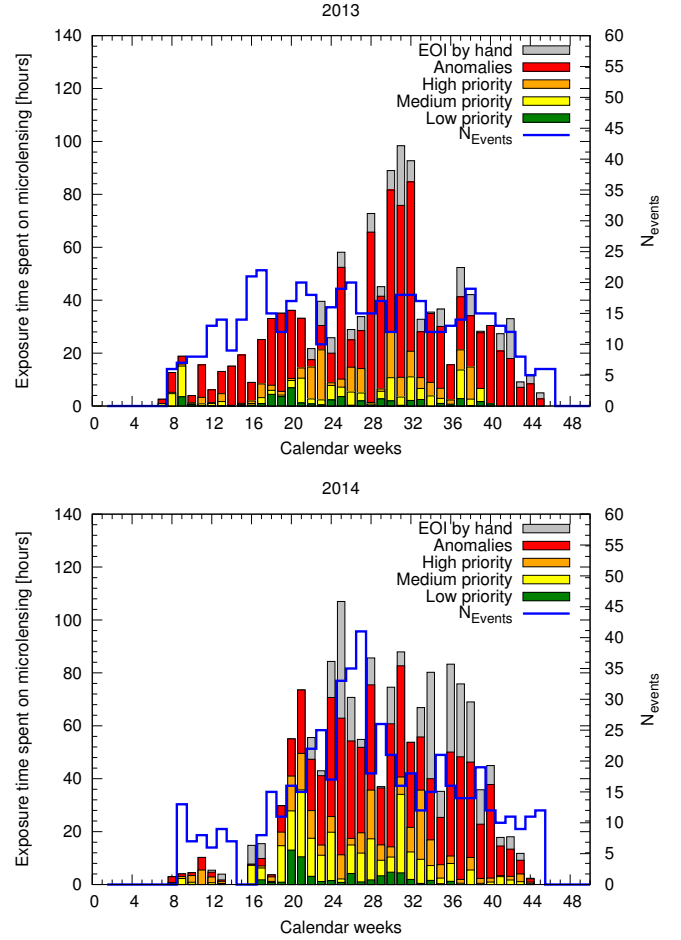 2013
140
120
100
80
60
40
20
0
60
55
50
45
40
35
30
25
20
15
10
5
0
0 4 8 12 16 20 24 28 32 36 40 44 48
Exposure time spent on microlensing [hours]
N_events
Calendar weeks
EOI by hand
Anomalies
High priority
Medium priority
Low priority
N_Events
2014
140
120
100
80
60
40
20
0
60
55
50
45
40
35
30
25
20
15
10
5
0
0 4 8 12 16 20 24 28 32 36 40 44 48
Exposure time spent on microlensing [hours]
N_events
Calendar weeks
EOI by hand
Anomalies
High priority
Medium priority
Low priority
N_Events